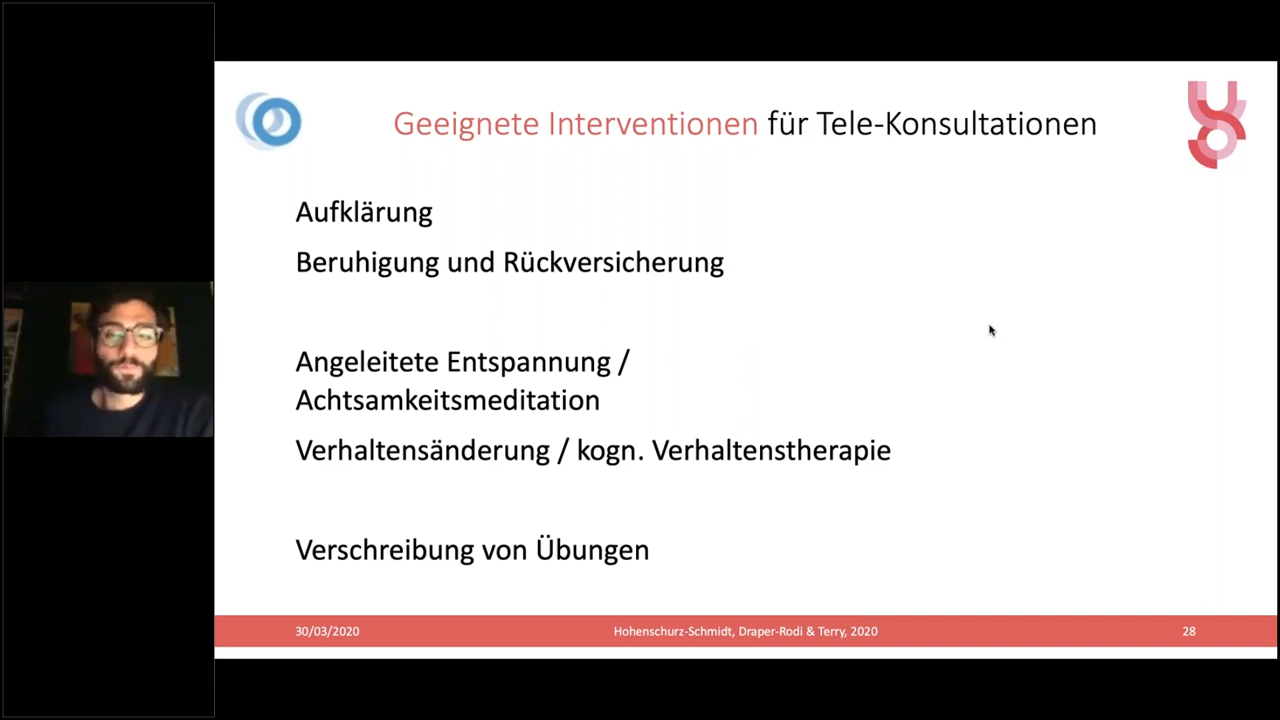 Geeignete Interventionen für Tele-Konsultationen
Aufklärung
Beruhigung und Rückversicherung
Angeleitete Entspannung /
Achtsamkeitsmeditation
Verhaltensänderung / kogn. Verhaltenstherapie
Verschreibung von Übungen
30/03/2020
Hohenschurz-Schmidt, Draper-Rodi & Terry, 2020
28